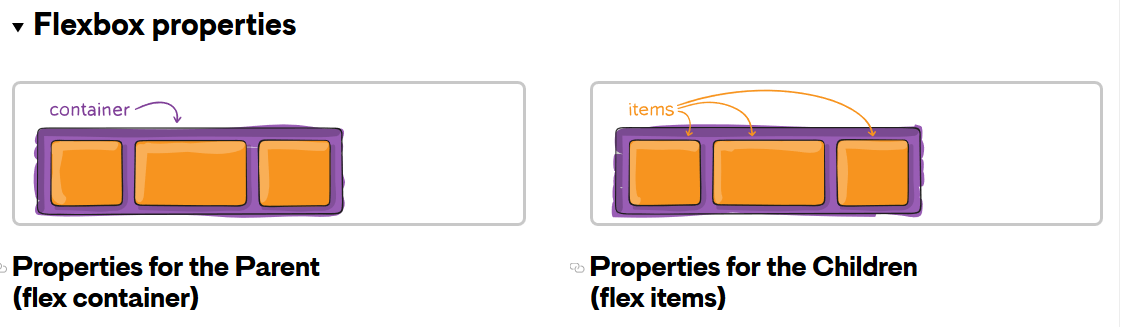 Flexbox properties
container
items
Properties for the Parent
(flex container)
Properties for the Children
(flex items)